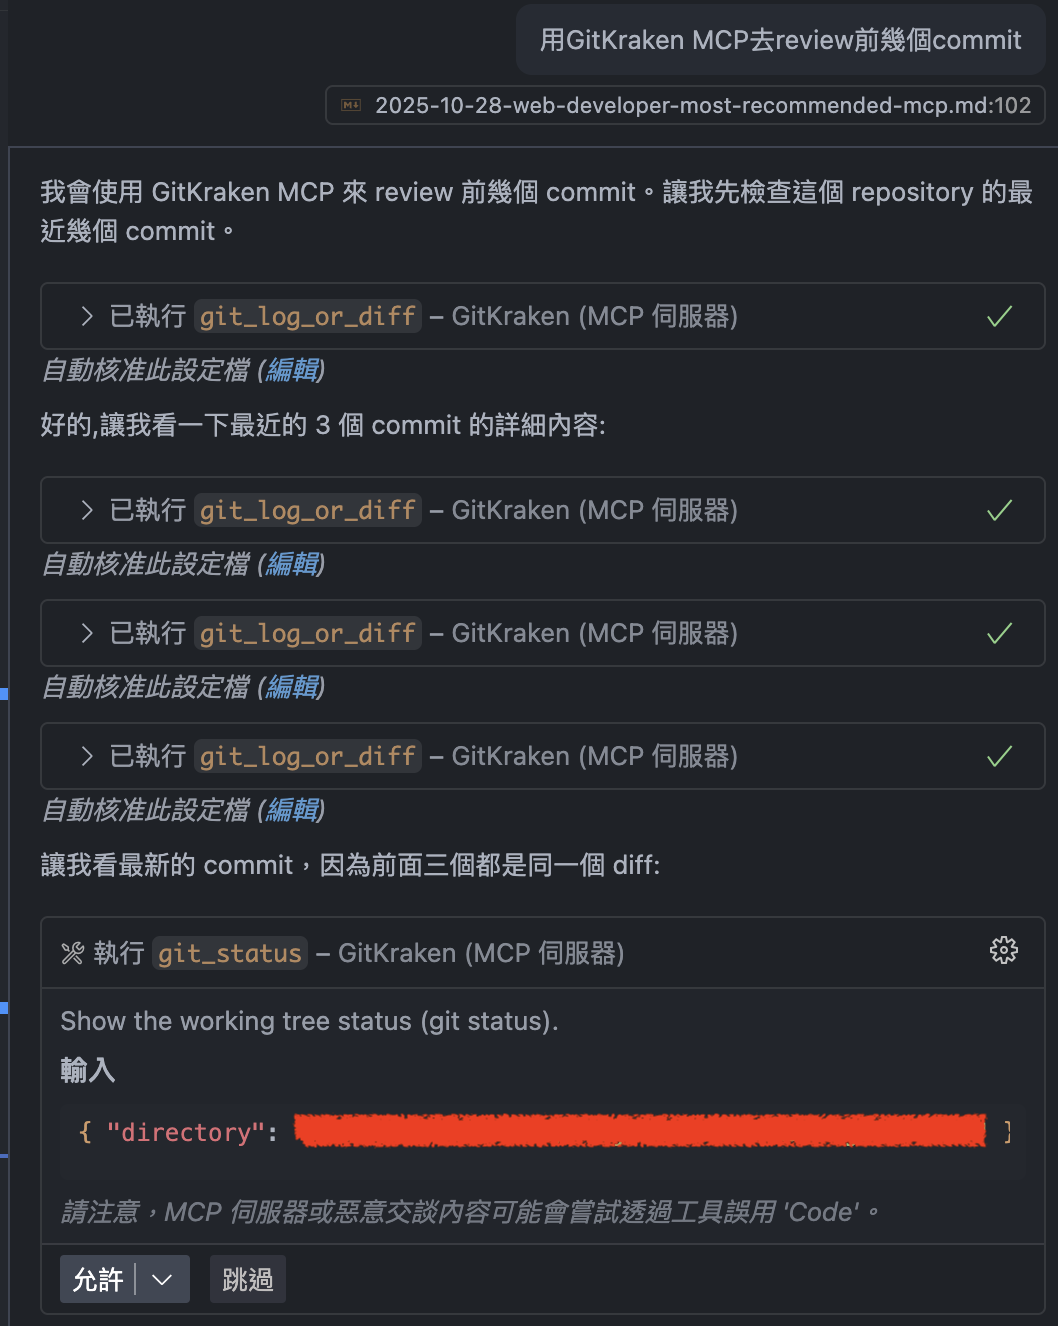 用GitKraken MCP去review前幾個commit
2025-10-28-web-developer-most-recommended-mcp.md:102
我會使用 GitKraken MCP 來 review 前幾個 commit。讓我先檢查這個 repository 的最
近幾個 commit。
已執行 git_log_or_diff – GitKraken (MCP 伺服器)
自動核准此設定檔 (編輯)
好的,讓我看一下最近的 3 個 commit 的詳細內容:
已執行 git_log_or_diff – GitKraken (MCP 伺服器)
自動核准此設定檔 (編輯)
已執行 git_log_or_diff – GitKraken (MCP 伺服器)
自動核准此設定檔 (編輯)
已執行 git_log_or_diff – GitKraken (MCP 伺服器)
自動核准此設定檔 (編輯)
讓我看最新的 commit，因為前面三個都是同一個 diff:
執行 git_status – GitKraken (MCP 伺服器)
Show the working tree status (git status).
輸入
{ "directory": }
請注意，MCP 伺服器或惡意交談內容可能會嘗試透過工具誤用 'Code'。
允許
跳過